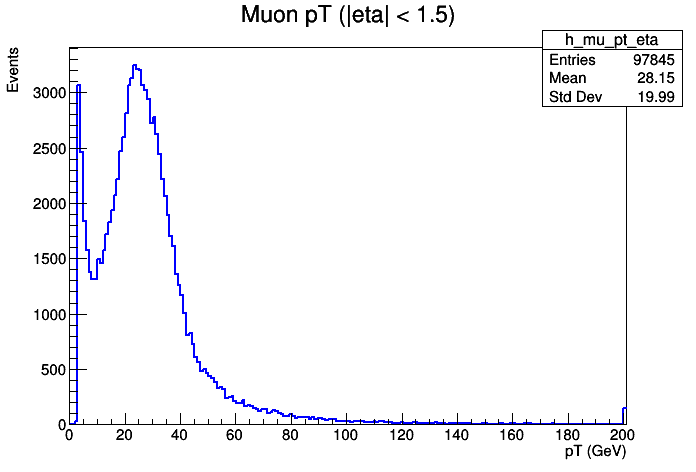 Muon pT (|eta| < 1.5)
h_mu_pt_eta
Entries 97845
Mean 28.15
Std Dev 19.99
Events
3000
2500
2000
1500
1000
500
0
0 20 40 60 80 100 120 140 160 180 200
pT (GeV)